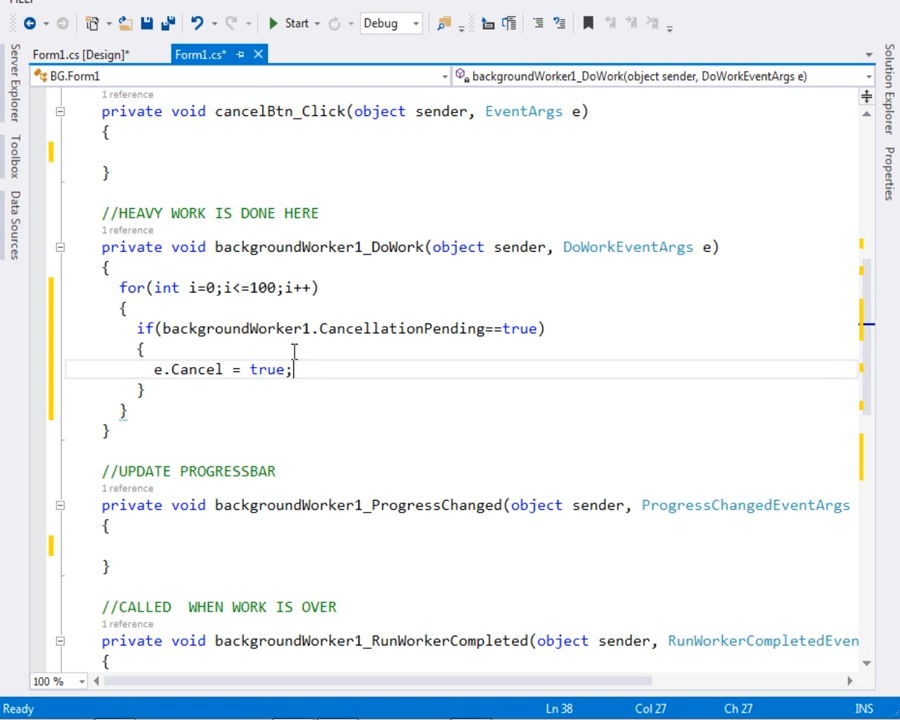 HELP
Start
Debug
Form1.cs [Design]*
Form1.cs*
BG.Form1
backgroundWorker1_DoWork(object sender, DoWorkEventArgs e)
Server Explorer
Toolbox
Data Sources
Solution Explorer
Properties
1 reference
private void cancelBtn_Click(object sender, EventArgs e)
{
}
//HEAVY WORK IS DONE HERE
1 reference
private void backgroundWorker1_DoWork(object sender, DoWorkEventArgs e)
{
for(int i=0;i<=100;i++)
{
if(backgroundWorker1.CancellationPending==true)
{
e.Cancel = true;
}
}
}
//UPDATE PROGRESSBAR
1 reference
private void backgroundWorker1_ProgressChanged(object sender, ProgressChangedEventArgs
{
}
//CALLED  WHEN WORK IS OVER
1 reference
private void backgroundWorker1_RunWorkerCompleted(object sender, RunWorkerCompletedEven
{
100 %
Ready
Ln 38
Col 27
Ch 27
INS